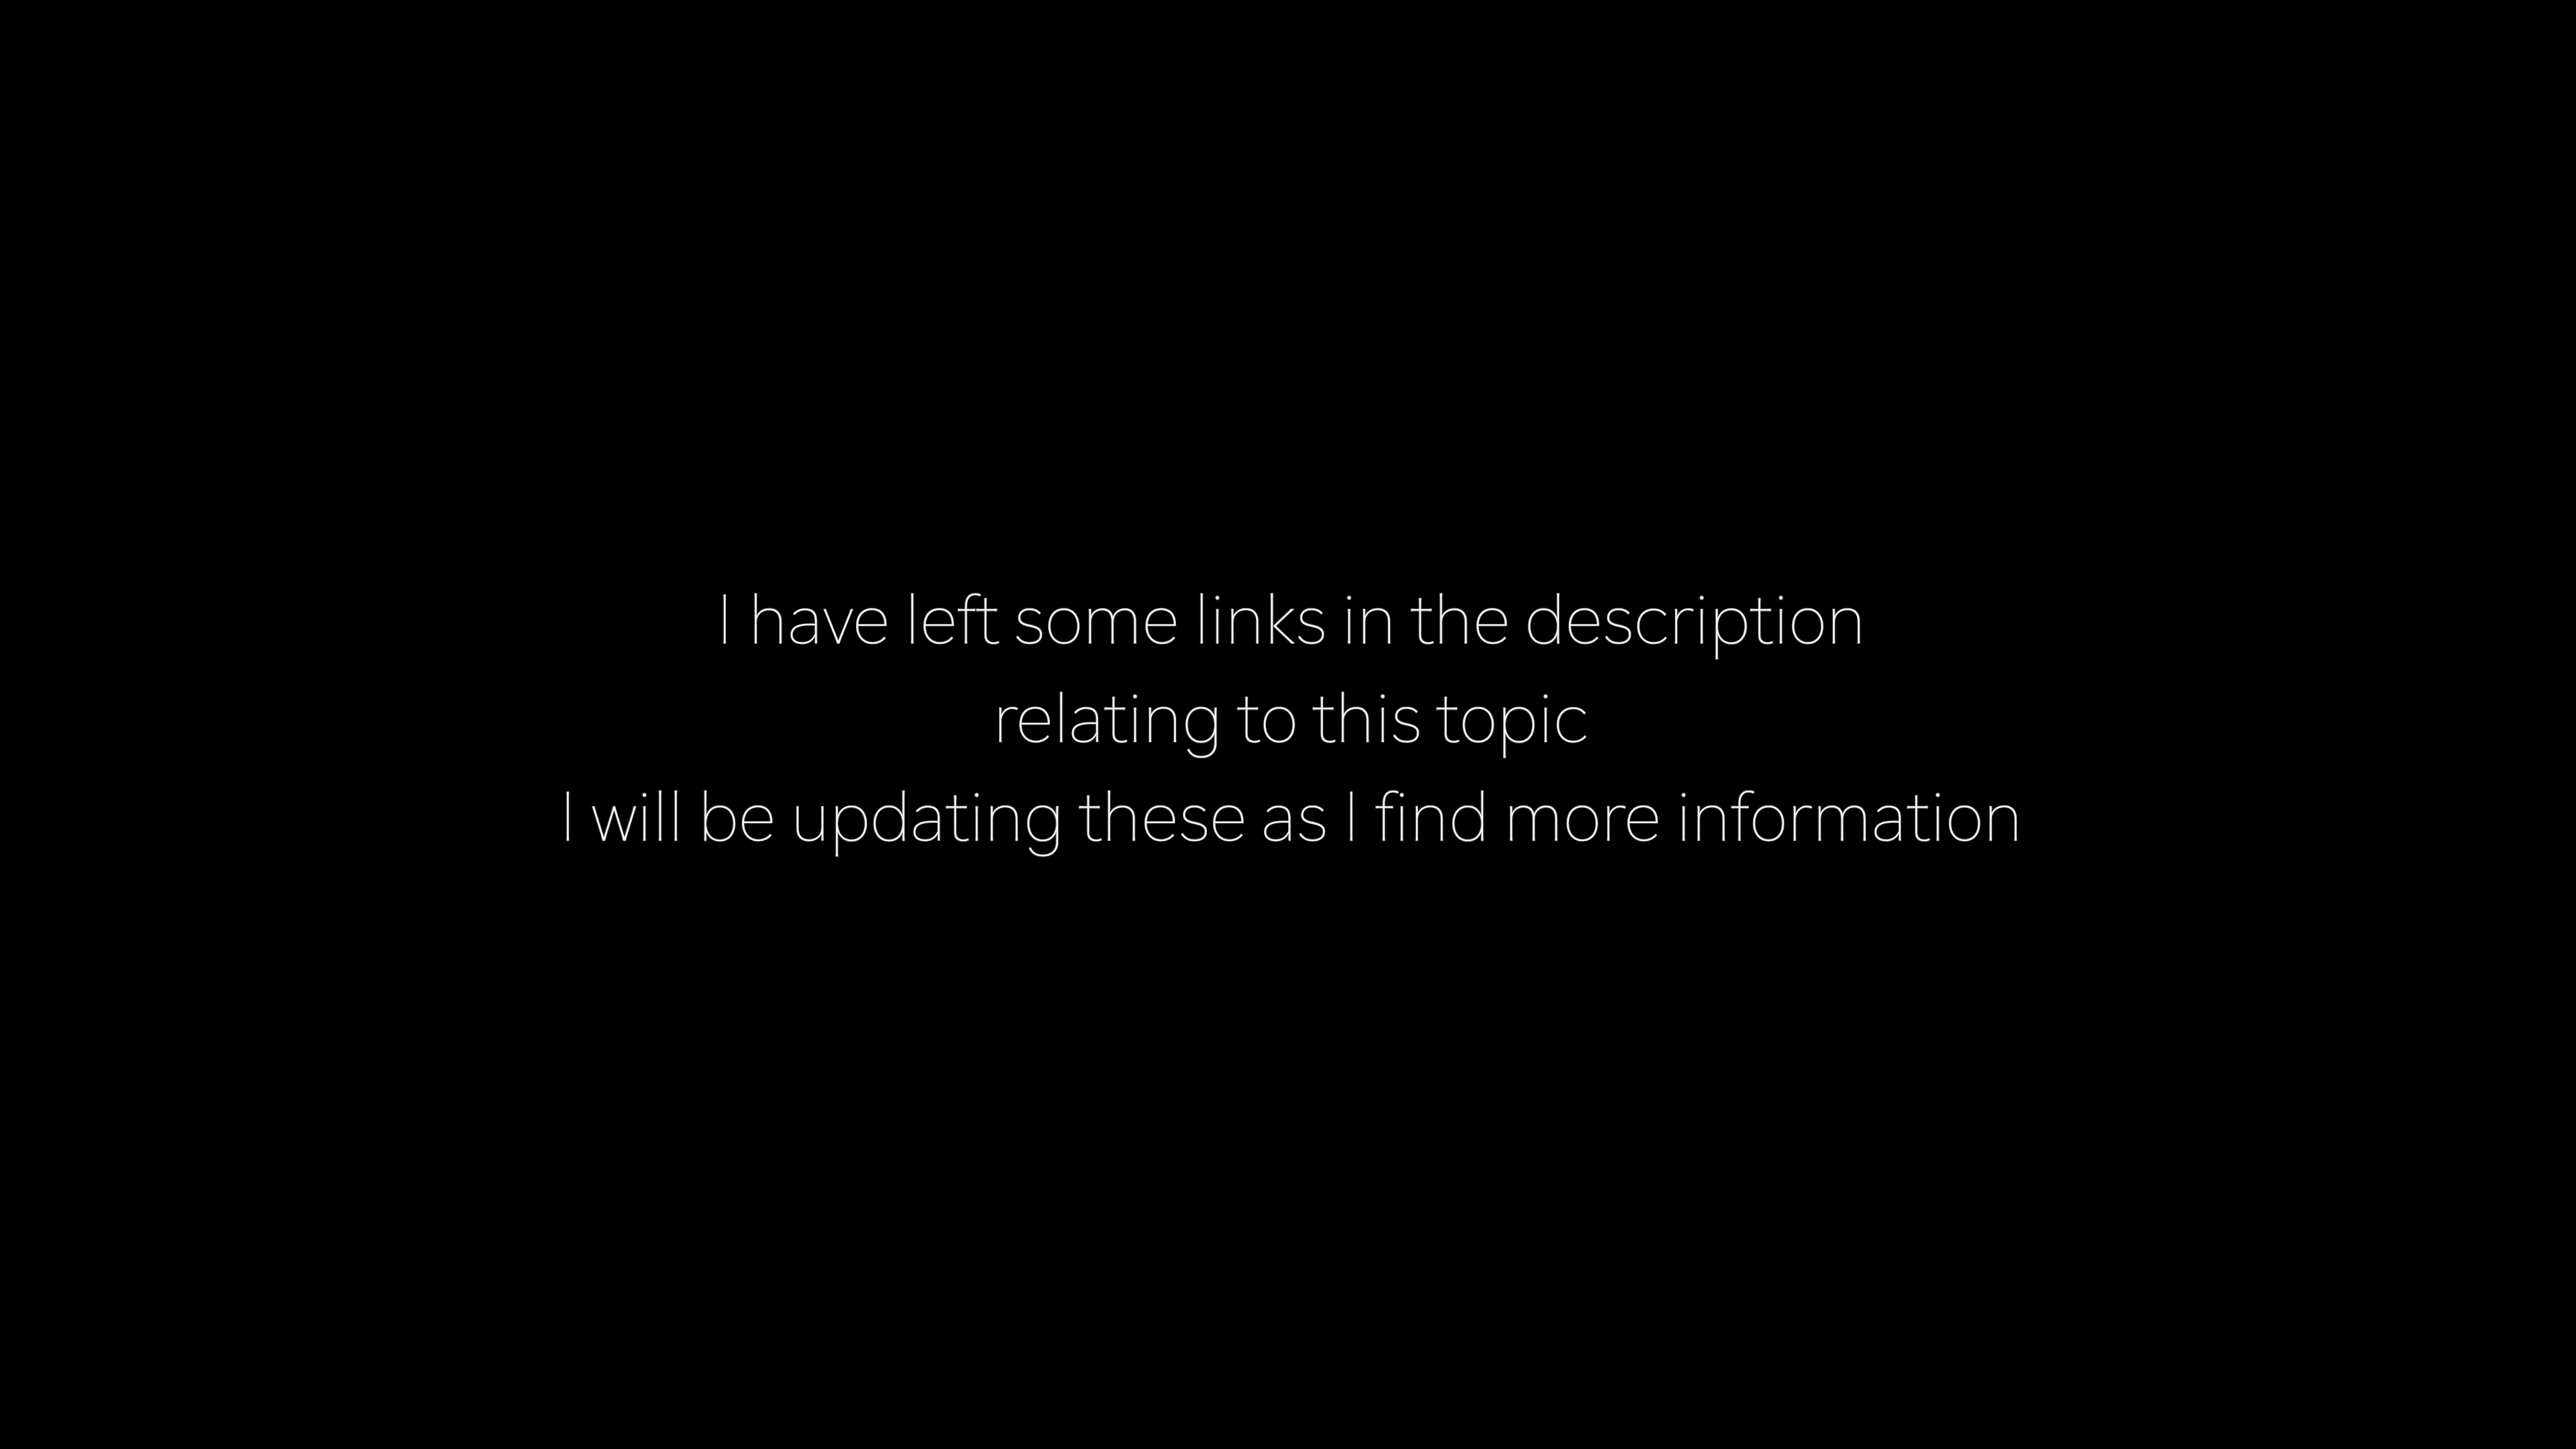 I have left some links in the description
relating to this topic
I will be updating these as I find more information